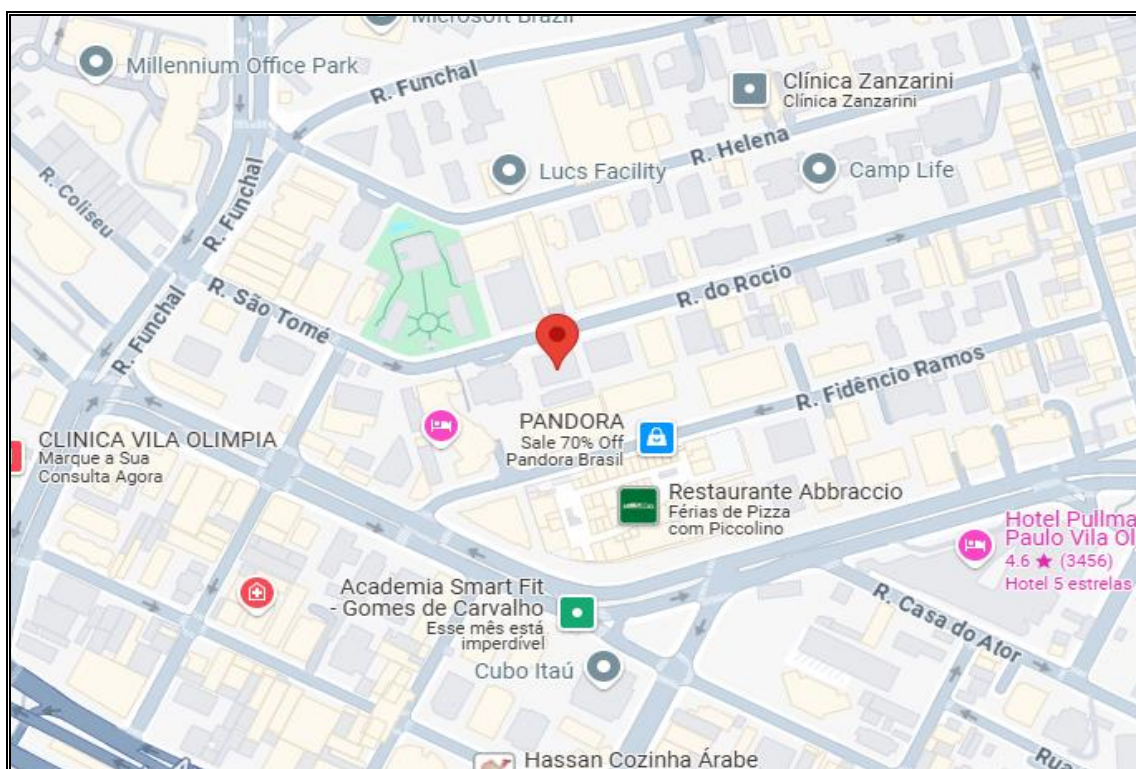 Microsoft Brazil
Millennium Office Park
R. Funchal
Clínica Zanzarini
Clínica Zanzarini
R. Helena
Lucs Facility
Camp Life
R. Coliseu
R. Funchal
R. São Tomé
R. do Rocio
R. Funchal
R. Fidêncio Ramos
PANDORA
Sale 70% Off
Pandora Brasil
CLINICA VILA OLIMPIA
Marque a Sua
Consulta Agora
Restaurante Abbraccio
Férias de Pizza
com Piccolino
Hotel Pullma
Paulo Vila Ol
4.6 ★ (3456)
Hotel 5 estrelas
Academia Smart Fit
- Gomes de Carvalho
Esse mês está
imperdível
R. Casa do Ator
Cubo Itaú
Hassan Cozinha Árabe
Rua